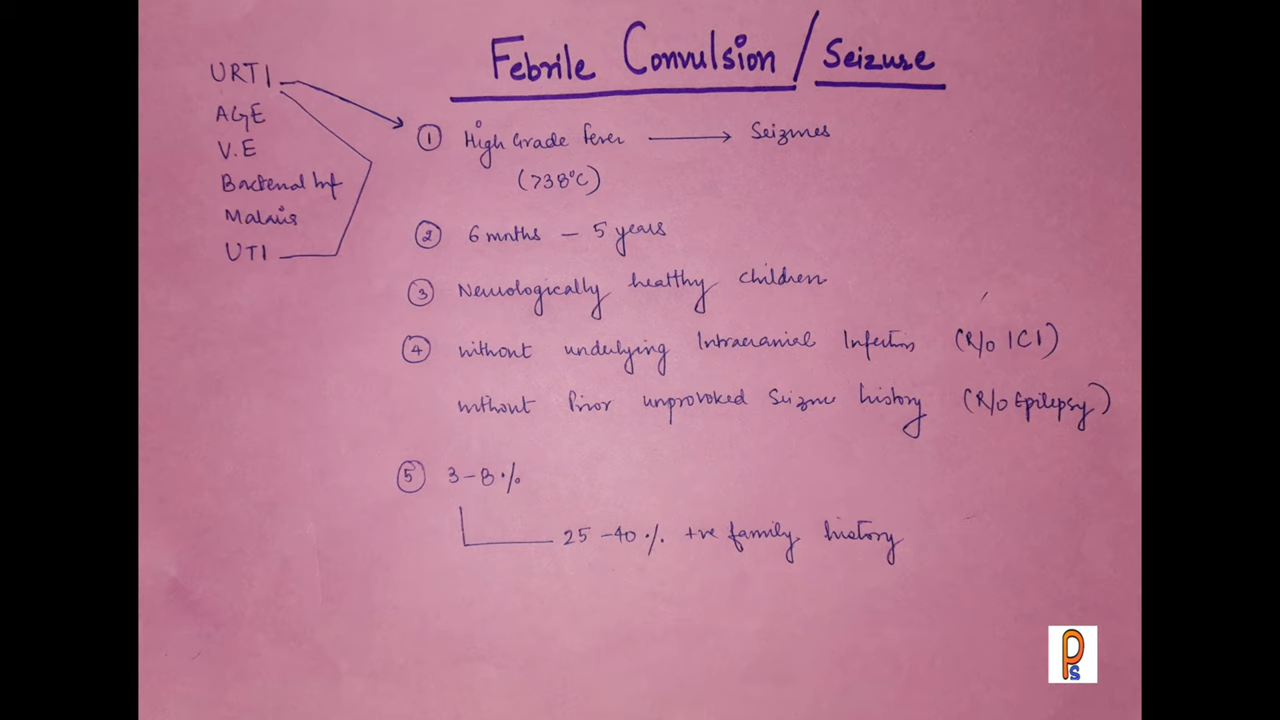 Febrile Convulsion / Seizure
URTI
AGE
V.E
Bacterial Inf
Malaria
UTI
① High Grade Fever → Seizures
(>38°C)
② 6 mnths – 5 years
③ Neurologically healthy children
④ without underlying Intracranial Infection (R/o ICI)
without Prior unprovoked Seizure history (R/o Epilepsy)
⑤ 3-8%
25-40% +ve family history
Ps